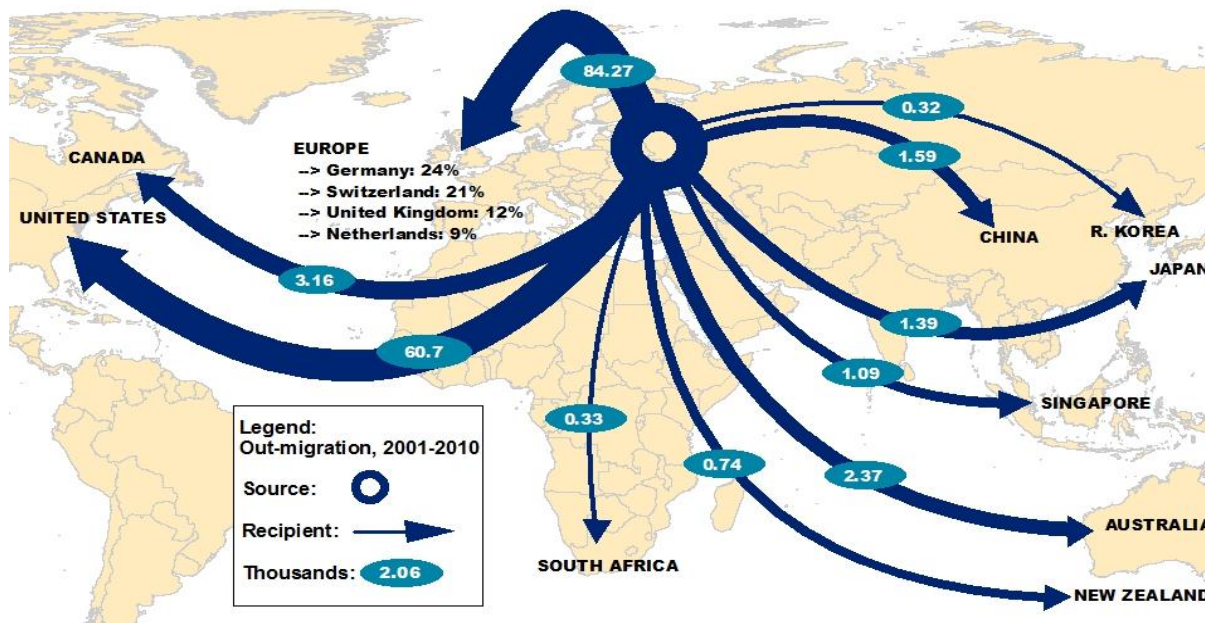 84.27
0.32
1.59
EUROPE
--> Germany: 24%
--> Switzerland: 21%
--> United Kingdom: 12%
--> Netherlands: 9%
CANADA
UNITED STATES
CHINA
R. KOREA
JAPAN
3.16
60.7
1.39
1.09
SINGAPORE
0.33
0.74
2.37
AUSTRALIA
SOUTH AFRICA
NEW ZEALAND
Legend:
Out-migration, 2001-2010
Source:
Recipient:
Thousands: 2.06